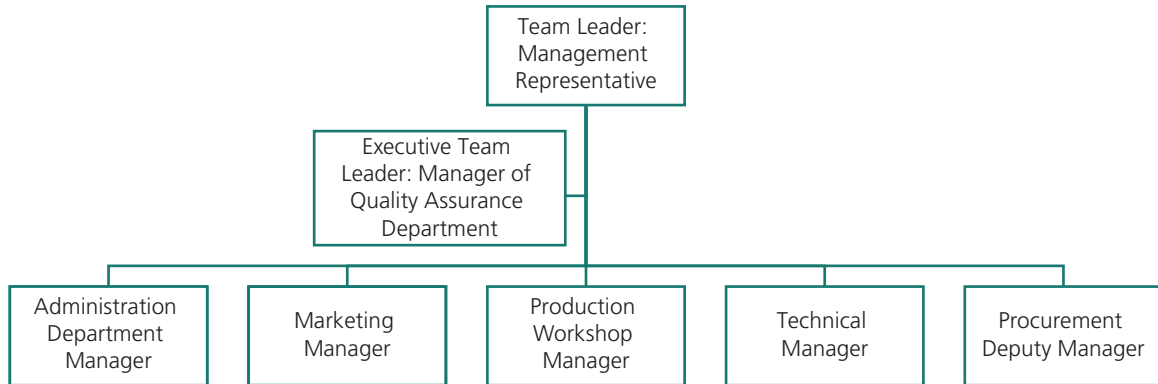 Team Leader:
Management
Representative
Executive Team
Leader: Manager of
Quality Assurance
Department
Administration
Department
Manager
Marketing
Manager
Production
Workshop
Manager
Technical
Manager
Procurement
Deputy Manager